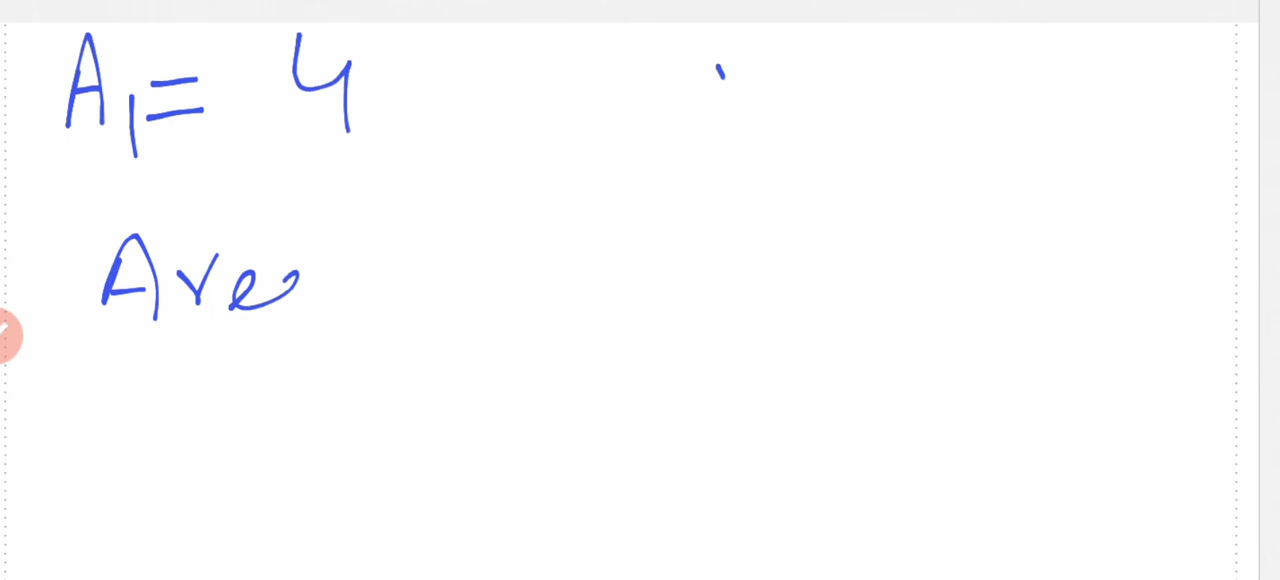 A₁ = 4
Are